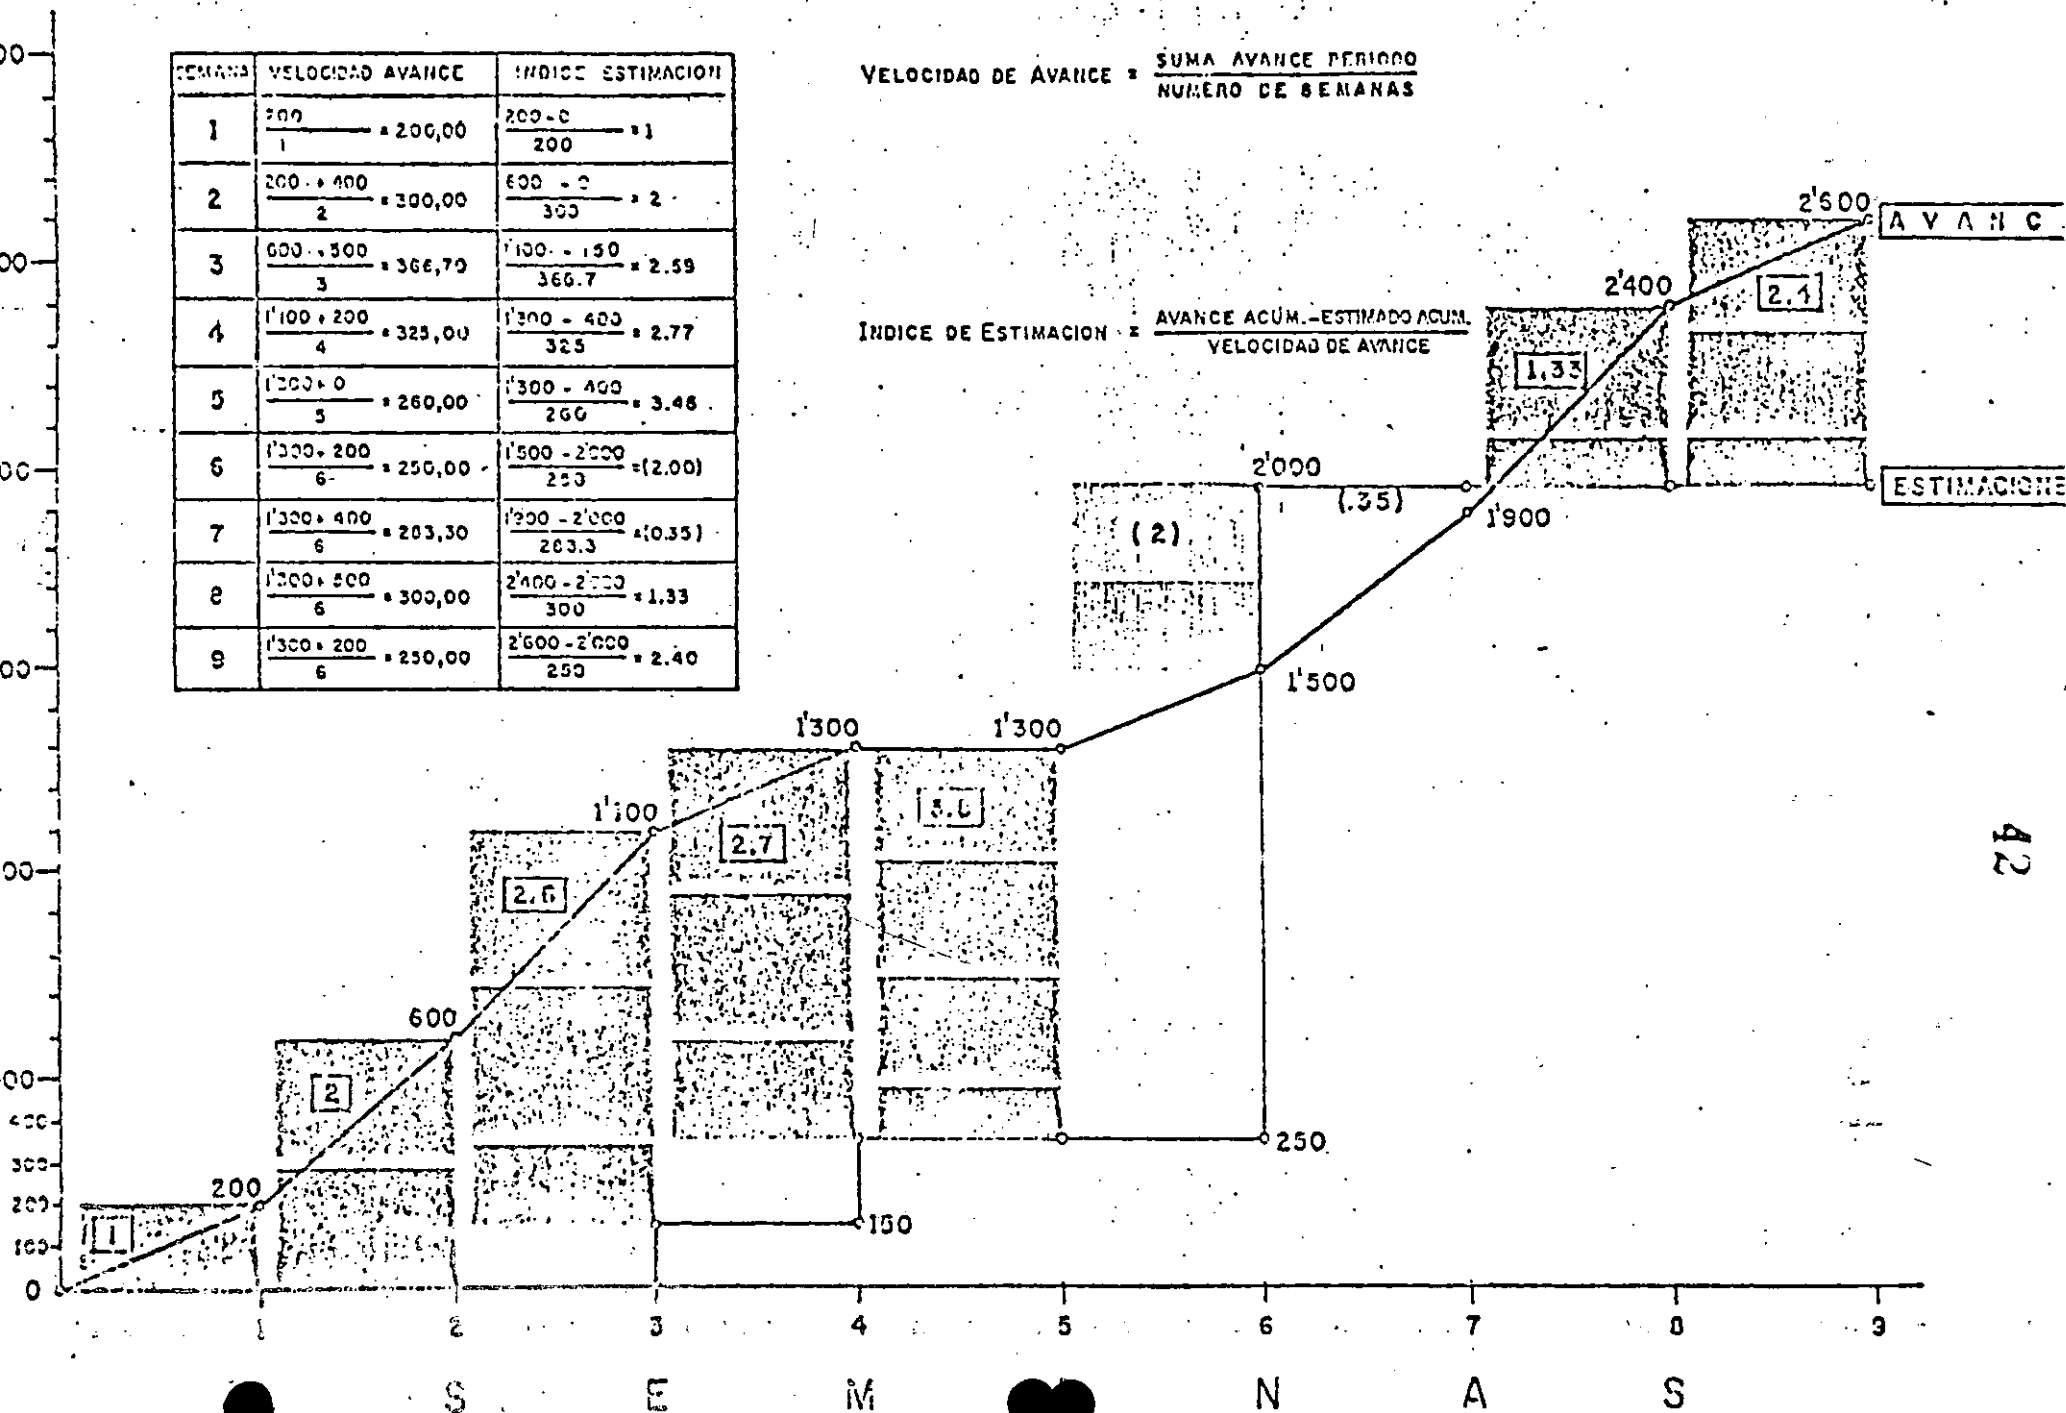 SEMANA VELOCIDAD AVANCE INDICE ESTIMACION
1 200/1 = 200,00 200-0/200 = 1
2 200 + 400/2 = 300,00 600 - 0/300 = 2
3 600 + 500/3 = 366,70 1'100 - 150/366.7 = 2.59
4 1'100 + 200/4 = 325,00 1'300 - 400/325 = 2.77
5 1'300 + 0/5 = 260,00 1'300 - 400/260 = 3.46
6 1'300 + 200/6 = 250,00 1'500 - 2'000/250 = (2.00)
7 1'300 + 400/6 = 283,30 1'900 - 2'000/283.3 = (0.35)
8 1'300 + 500/6 = 300,00 2'400 - 2'000/300 = 1,33
9 1'300 + 200/6 = 250,00 2'600 - 2'000/250 = 2.40
VELOCIDAD DE AVANCE = SUMA AVANCE PERIODO
NUMERO DE SEMANAS
INDICE DE ESTIMACION = AVANCE ACUM.-ESTIMADO ACUM.
VELOCIDAD DE AVANCE
2'600
AVANC
2'400
2.4
1.33
2'000
(.35)
ESTIMACIONE
(2)
1'900
1'500
1'300
1'300
1'100
2.7
2.6
600
2
400
300
200
200
100
1
0
250
150
42
1 2 3 4 5 6 7 8 9
S E M N A S